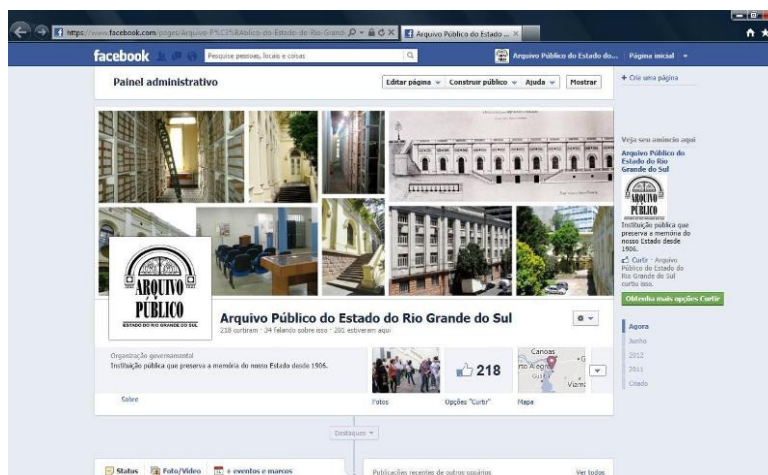 https://www.facebook.com/pages/Arquivo-P%C3%BAblico-do-Estado-do-Rio-Grand
Arquivo Público do Estado ...
facebook
Pesquise pessoas, locais e coisas
Arquivo Público do Estado do...
Página inicial
Painel administrativo
Editar página
Construir público
Ajuda
Mostrar
+ Crie uma página
Veja seu anúncio aqui
Arquivo Público do
Estado do Rio
Grande do Sul
ARQUIVO
PÚBLICO
Instituição pública que
preserva a memória do
nosso Estado desde
1906.
Curtir · Arquivo
Público do Estado do
Rio Grande do Sul
curtiu isso.
Obtenha mais opções Curtir
ARQUIVO
PÚBLICO
ESTADO DO RIO GRANDE DO SUL
Arquivo Público do Estado do Rio Grande do Sul
218 curtiram · 34 falando sobre isso · 201 estiveram aqui
Agora
Junho
2012
2011
Criado
Organização governamental
Instituição pública que preserva a memória do nosso Estado desde 1906.
218
Canoas
Sobre
Fotos
Opções "Curtir"
Mapa
Destaques
Status
Foto/Vídeo
+ eventos e marcos
Publicações recentes de outros usuários
Ver todos